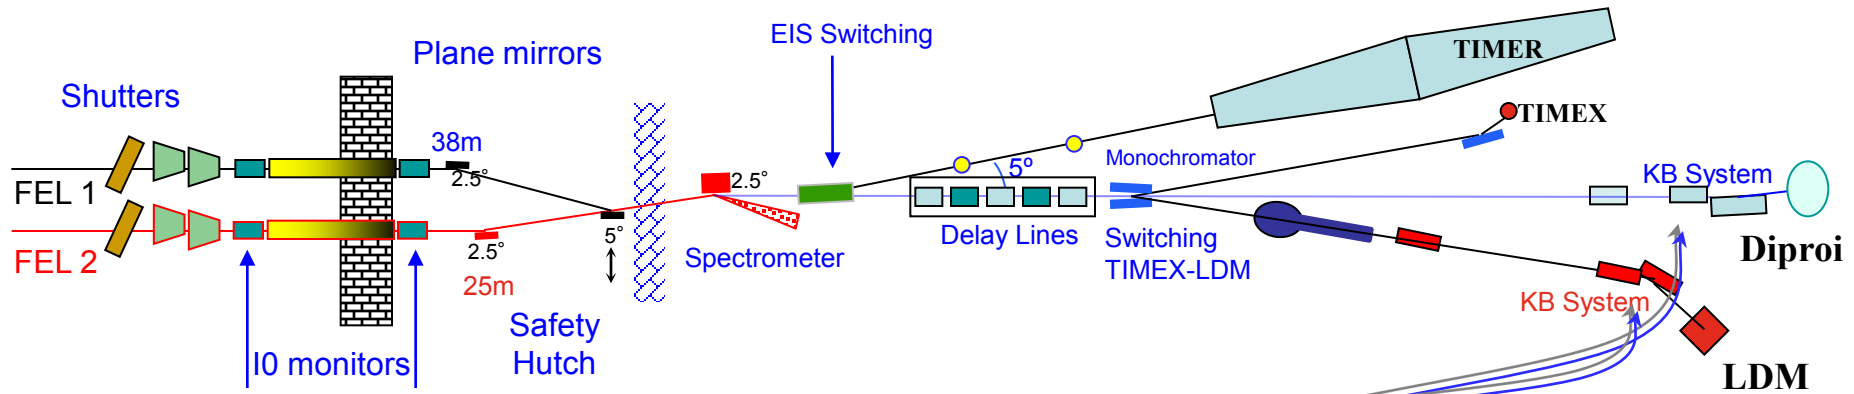 EIS Switching
Plane mirrors
TIMER
Shutters
TIMEX
38m
2.5°
5°
Monochromator
FEL 1
2.5°
KB System
FEL 2
2.5°
5°
Spectrometer
Delay Lines
Switching
TIMEX-LDM
Diproi
25m
KB System
Safety
Hutch
I0 monitors
LDM